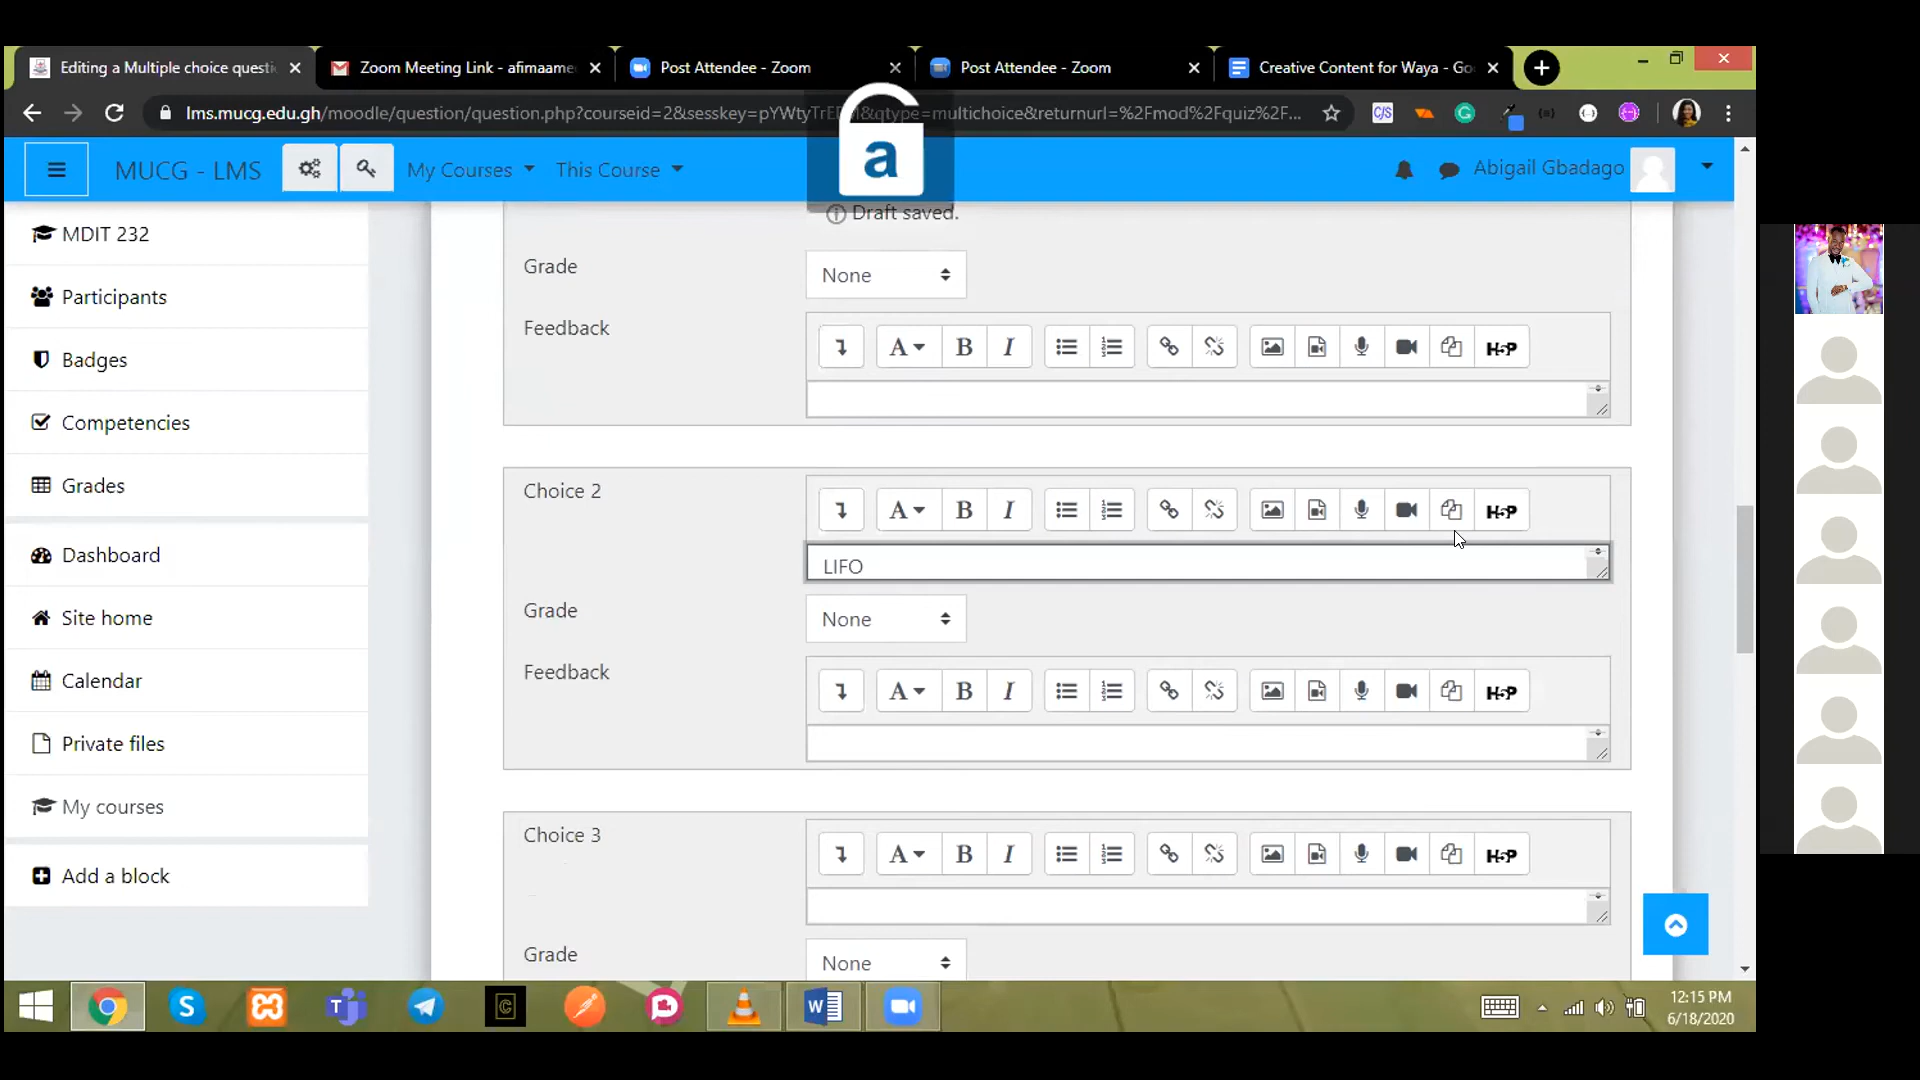 Editing a Multiple choice questi
Zoom Meeting Link - afimaame
Post Attendee - Zoom
Post Attendee - Zoom
Creative Content for Waya - Go
lms.mucg.edu.gh/moodle/question/question.php?courseid=2&sesskey=pYWtyTrE
&qtype=multichoice&returnurl=%2Fmod%2Fquiz%2F...
a
MUCG - LMS
My Courses
This Course
Abigail Gbadago
MDIT 232
Participants
Badges
Competencies
Grades
Dashboard
Site home
Calendar
Private files
My courses
Add a block
Draft saved.
Grade
None
Feedback
A B I
H5P
Choice 2
A B I
H5P
LIFO
Grade
None
Feedback
A B I
H5P
Choice 3
A B I
H5P
Grade
None
12:15 PM
6/18/2020